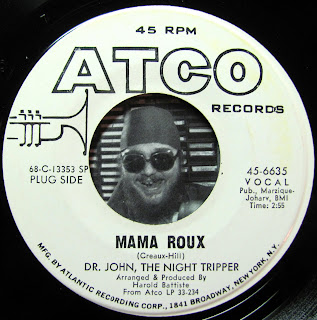 45 RPM
ATCO
RECORDS
68-C-13353 SP
PLUG SIDE
45-6635
VOCAL
Pub., Marzique-
Joharv, BMI
Time: 2:55
MAMA ROUX
(Creaux-Hill)
DR. JOHN, THE NIGHT TRIPPER
Arranged & Produced by
Harold Battiste
From Atco LP 33-234
MFG. BY ATLANTIC RECORDING CORP., 1841 BROADWAY, NEW YORK, N.Y.